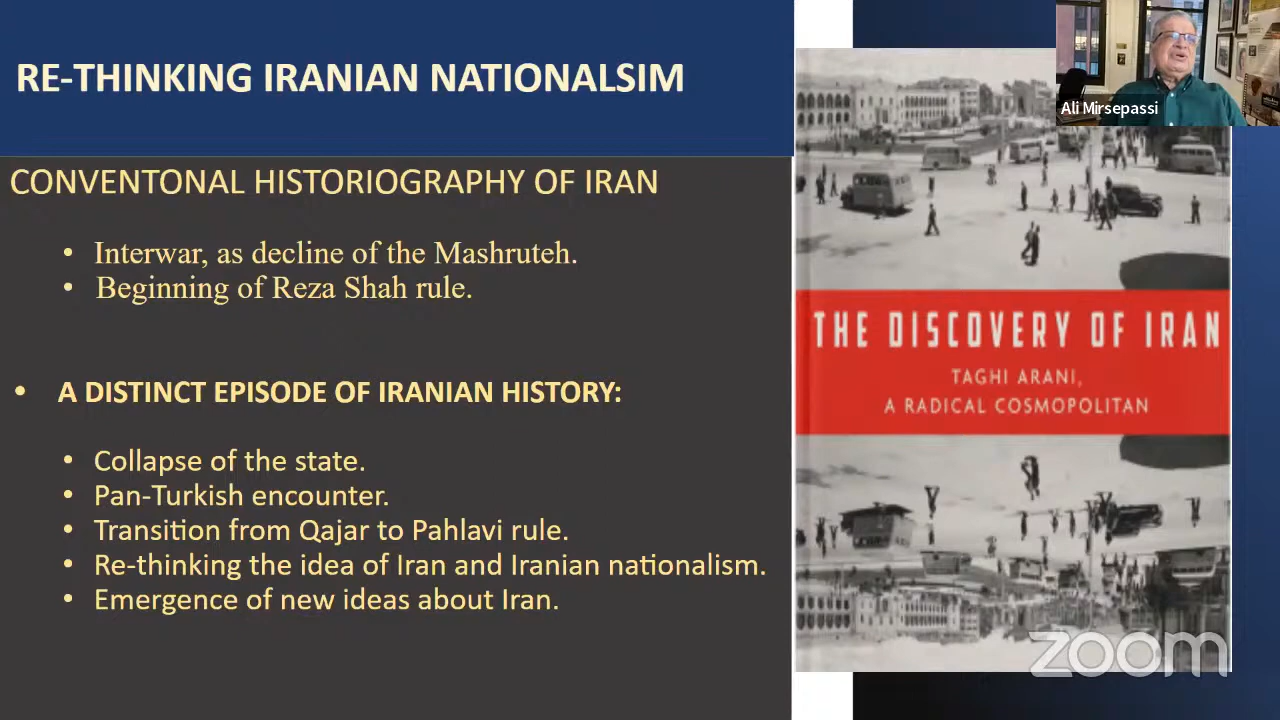 RE-THINKING IRANIAN NATIONALSIM
CONVENTONAL HISTORIOGRAPHY OF IRAN
• Interwar, as decline of the Mashruteh.
• Beginning of Reza Shah rule.
• A DISTINCT EPISODE OF IRANIAN HISTORY:
• Collapse of the state.
• Pan-Turkish encounter.
• Transition from Qajar to Pahlavi rule.
• Re-thinking the idea of Iran and Iranian nationalism.
• Emergence of new ideas about Iran.
Ali Mirsepassi
THE DISCOVERY OF IRAN
TAGHI ARANI,
A RADICAL COSMOPOLITAN
zoom